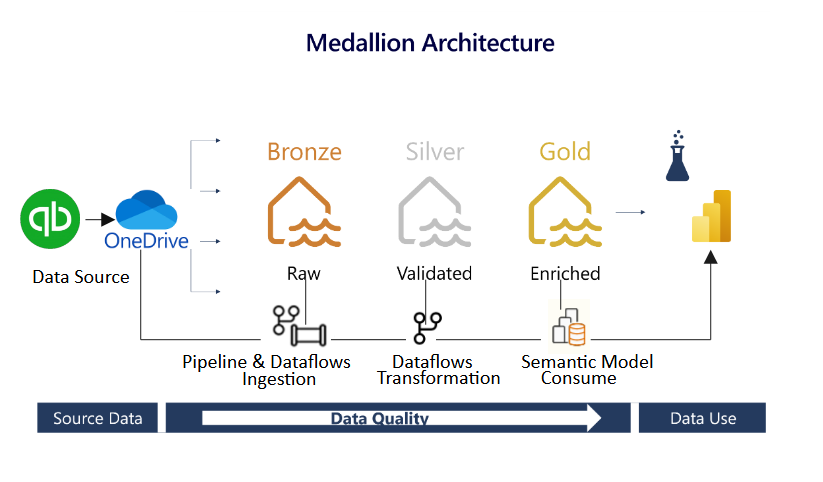 Medallion Architecture
Bronze
Silver
Gold
qb
OneDrive
Data Source
Raw
Validated
Enriched
Pipeline & Dataflows
Ingestion
Dataflows
Transformation
Semantic Model
Consume
Source Data
Data Quality
Data Use